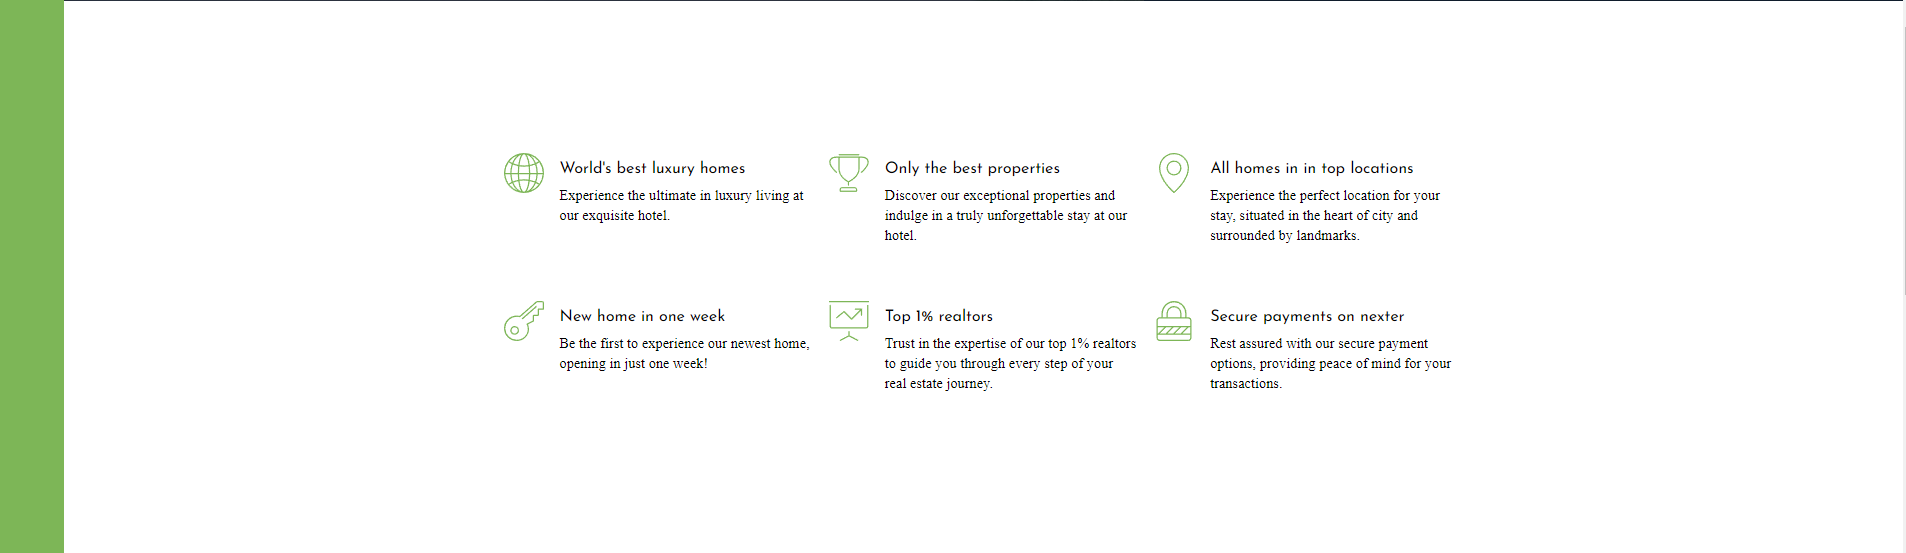 World's best luxury homes
Experience the ultimate in luxury living at
our exquisite hotel.
Only the best properties
Discover our exceptional properties and
indulge in a truly unforgettable stay at our
hotel.
All homes in in top locations
Experience the perfect location for your
stay, situated in the heart of city and
surrounded by landmarks.
New home in one week
Be the first to experience our newest home,
opening in just one week!
Top 1% realtors
Trust in the expertise of our top 1% realtors
to guide you through every step of your
real estate journey.
Secure payments on nexter
Rest assured with our secure payment
options, providing peace of mind for your
transactions.